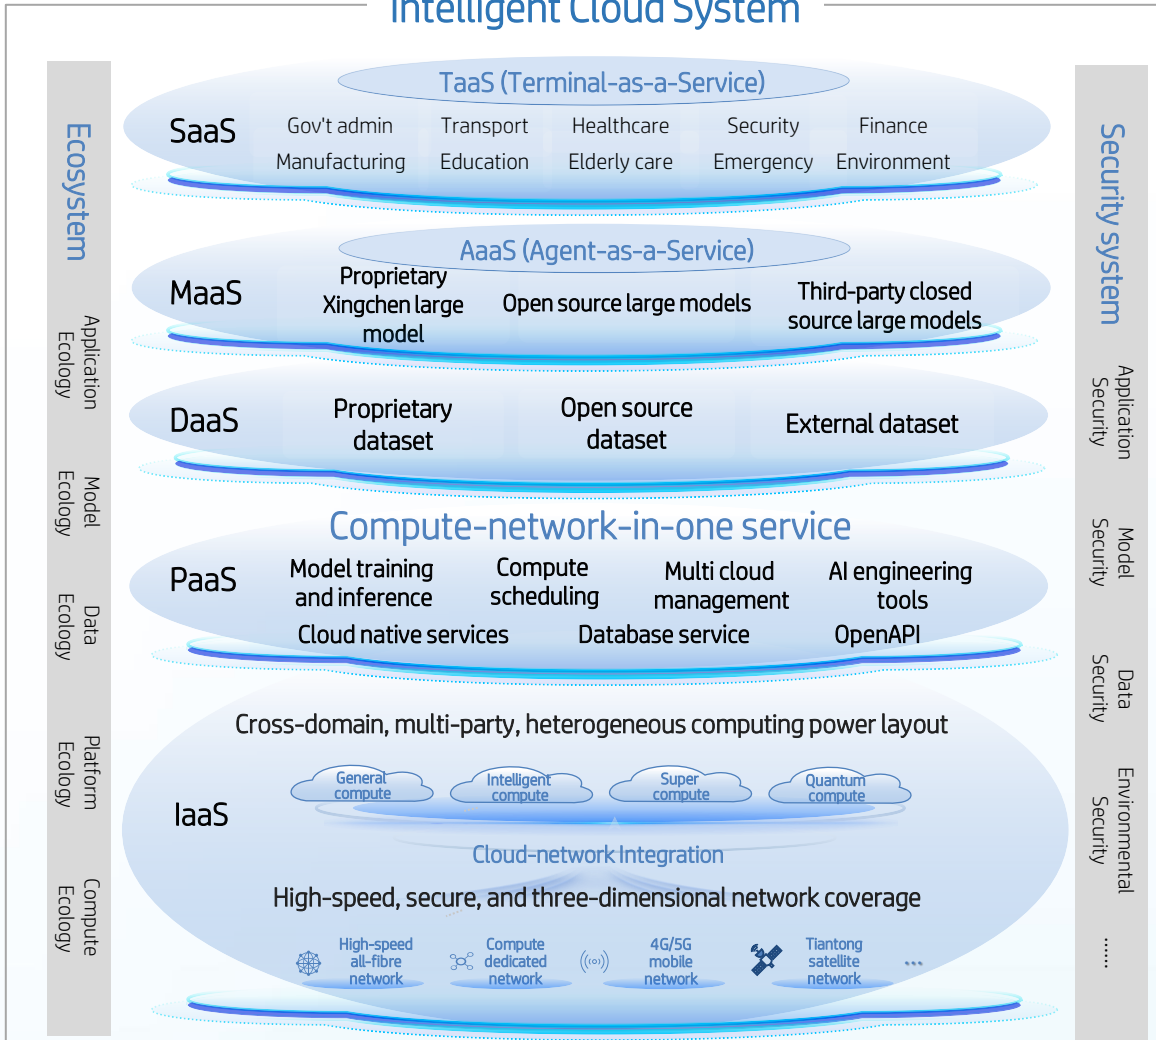 Intelligent Cloud System
Ecosystem
Application
Ecology
Model
Ecology
Data
Ecology
Platform
Ecology
Compute
Ecology
TaaS (Terminal-as-a-Service)
SaaS
Gov't admin Transport Healthcare Security Finance
Manufacturing Education Elderly care Emergency Environment
AaaS (Agent-as-a-Service)
MaaS
Proprietary
Xingchen large
model
Open source large models
Third-party closed
source large models
DaaS
Proprietary
dataset
Open source
dataset
External dataset
Compute-network-in-one service
PaaS
Model training
and inference
Compute
scheduling
Multi cloud
management
AI engineering
tools
Cloud native services Database service OpenAPI
Cross-domain, multi-party, heterogeneous computing power layout
General
compute
Intelligent
compute
Super
compute
Quantum
compute
IaaS
Cloud-network Integration
High-speed, secure, and three-dimensional network coverage
High-speed
all-fibre
network
Compute
dedicated
network
4G/5G
mobile
network
Tiantong
satellite
network
...
Security system
Application
Security
Model
Security
Data
Security
Environmental
Security
......